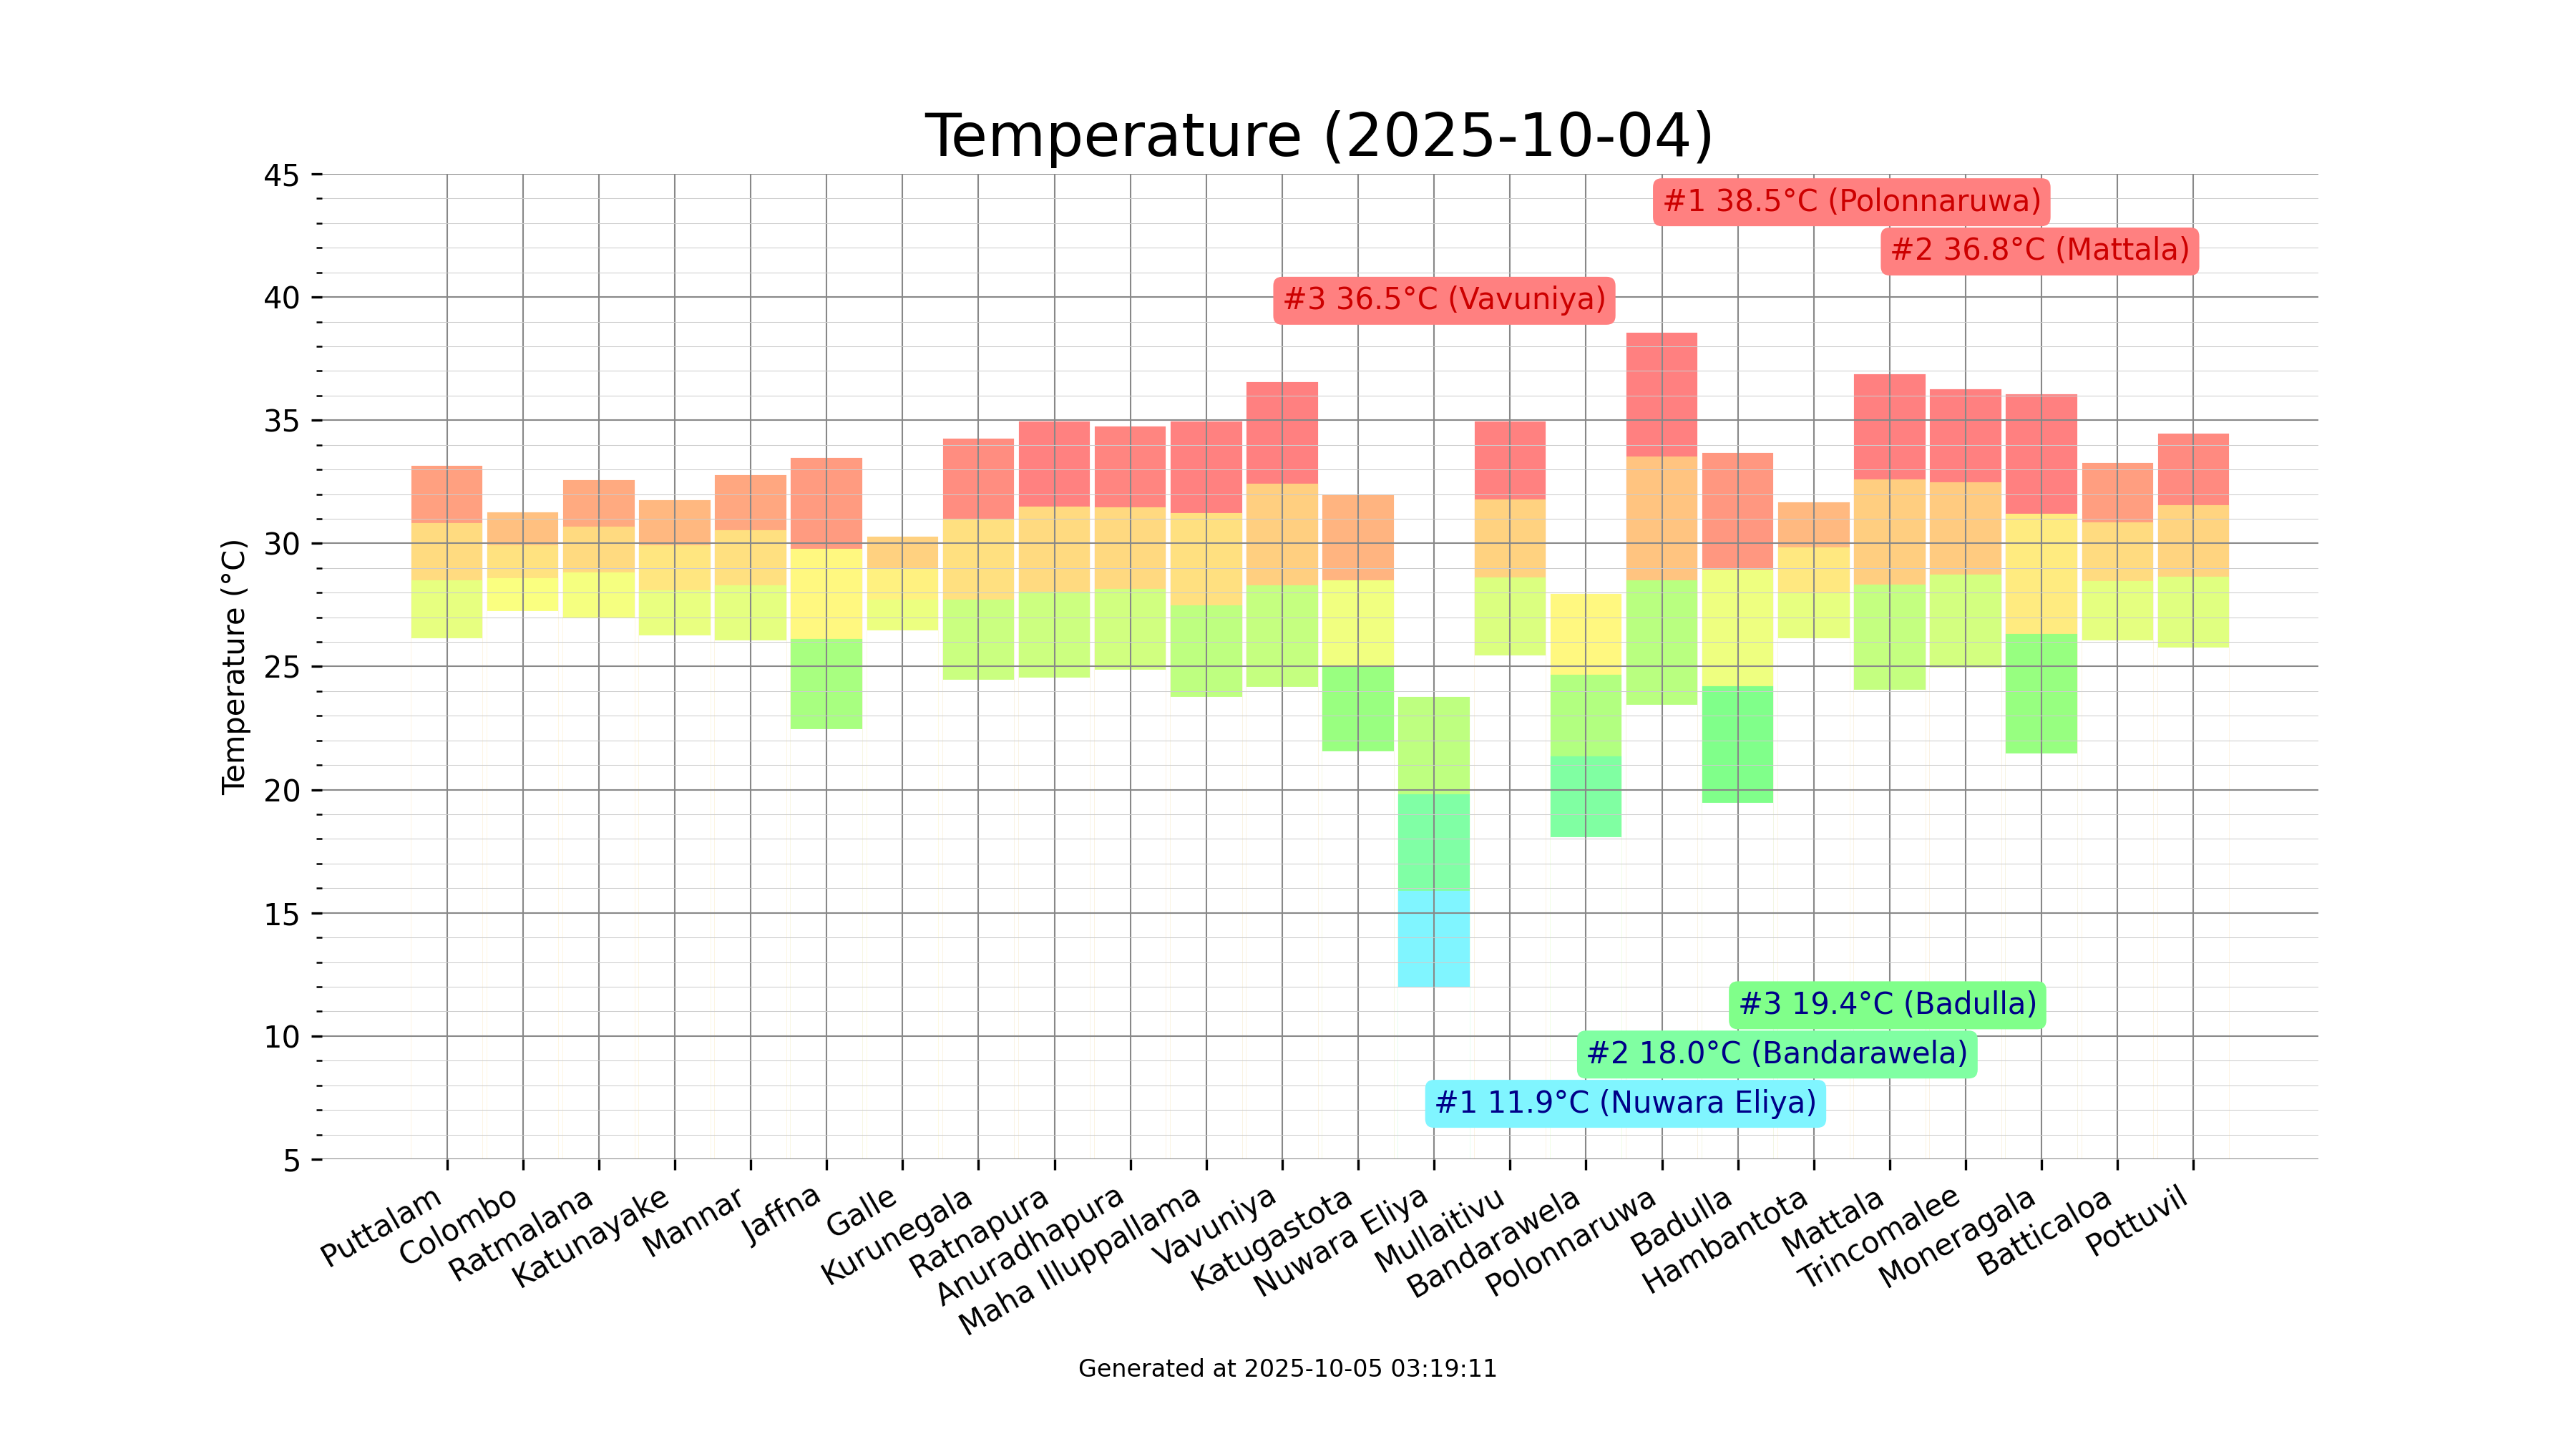 Temperature (2025-10-04)
45
40
35
30
25
20
15
10
5
Temperature (°C)
#1 38.5°C (Polonnaruwa)
#2 36.8°C (Mattala)
#3 36.5°C (Vavuniya)
#3 19.4°C (Badulla)
#2 18.0°C (Bandarawela)
#1 11.9°C (Nuwara Eliya)
Puttalam
Colombo
Ratmalana
Katunayake
Mannar
Jaffna
Galle
Kurunegala
Ratnapura
Anuradhapura
Maha Illuppallama
Vavuniya
Katugastota
Nuwara Eliya
Mullaitivu
Bandarawela
Polonnaruwa
Badulla
Hambantota
Mattala
Trincomalee
Moneragala
Batticaloa
Pottuvil
Generated at 2025-10-05 03:19:11